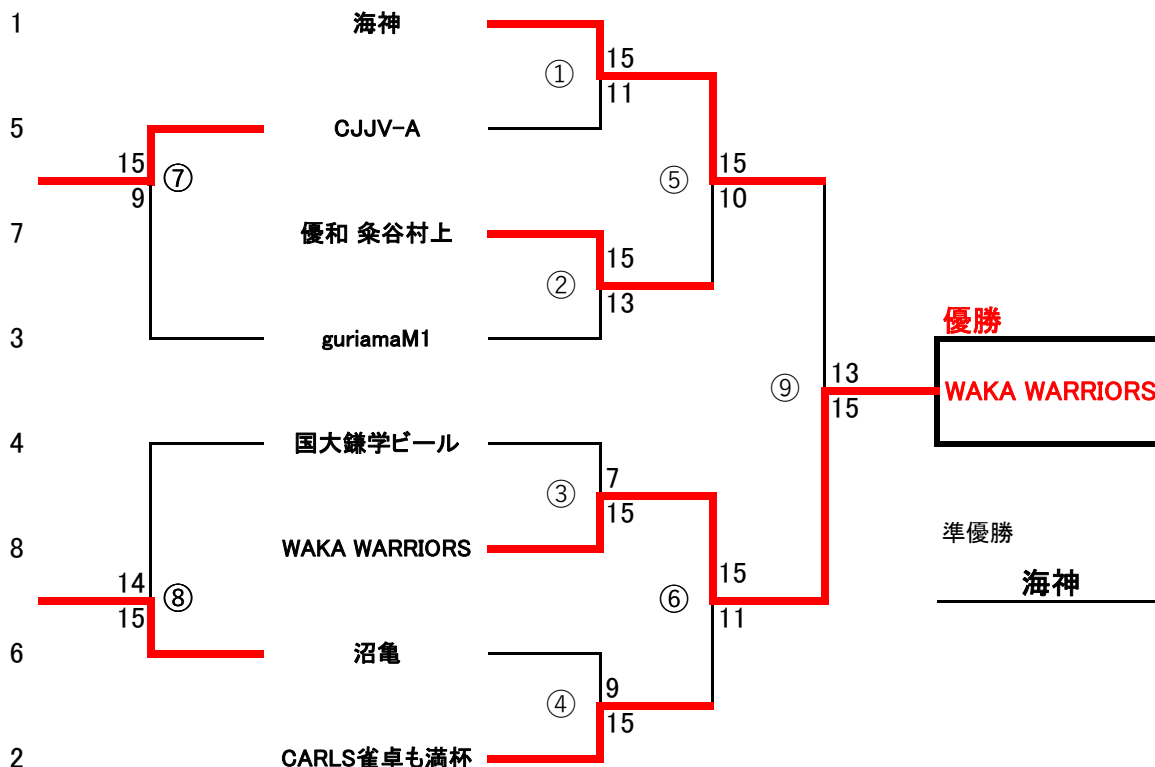 1 海神
15
①
11
5 CJJV-A
15 ⑦ ⑤ 15
9 10
7 優和 粂谷村上
15
②
13
3 guriamaM1
優勝
⑨ 13
WAKA WARRIORS
15
4 国大鎌学ビール
7
③
15
準優勝
8 WAKA WARRIORS
14 ⑧ ⑥ 15
海神
15 11
6 沼亀
9
④
15
2 CARLS雀卓も満杯